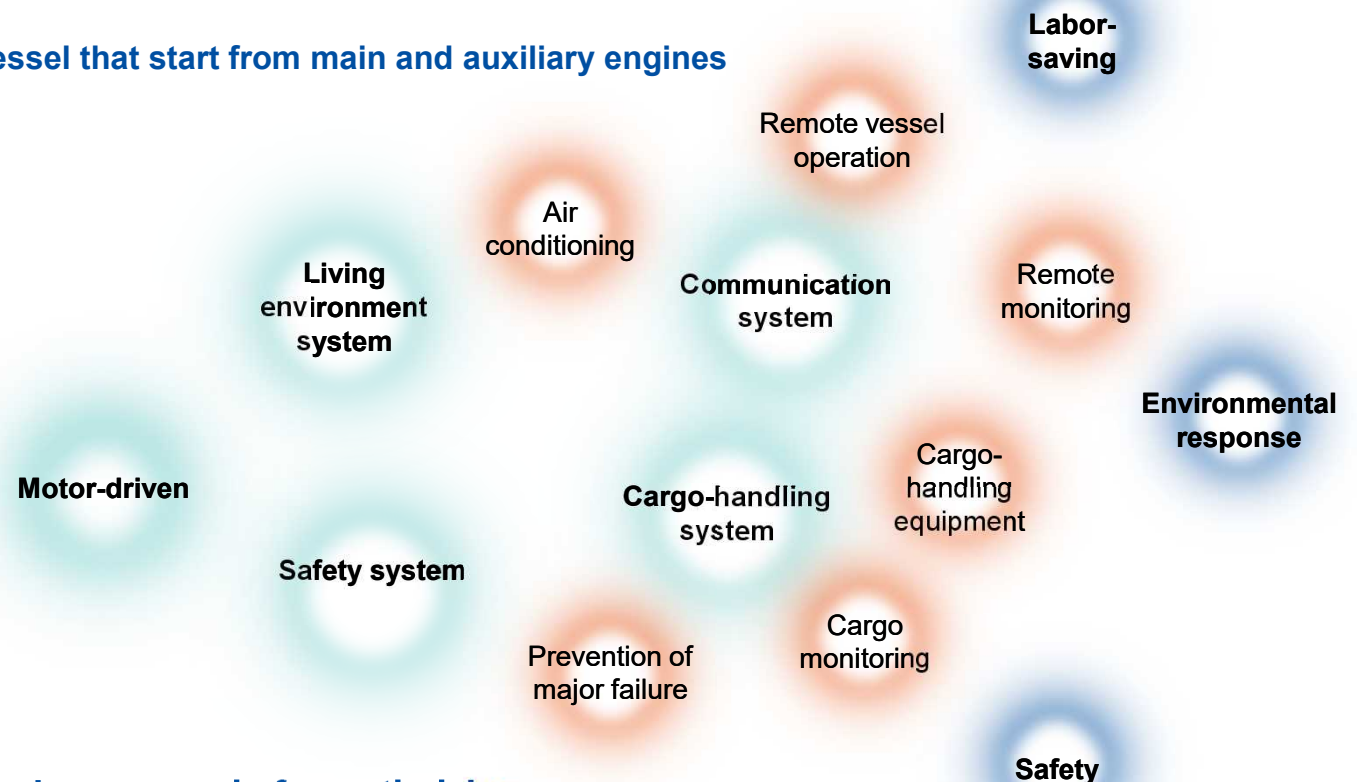 Labor-
saving
essel that start from main and auxiliary engines
Remote vessel
operation
Air
conditioning
Living
environment
system
Communication
system
Remote
monitoring
Environmental
response
Motor-driven
Cargo-handling
system
Cargo-
handling
equipment
Safety system
Cargo
monitoring
Prevention of
major failure
Safety